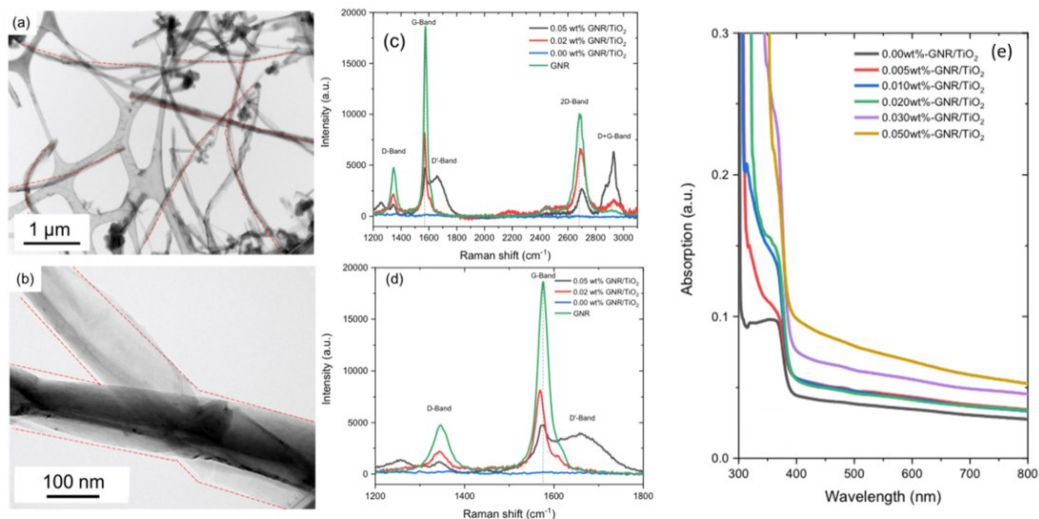 (a)
1 µm
(b)
100 nm
(c)
G-Band
0.05 wt% GNR/TiO₂
0.02 wt% GNR/TiO₂
0.00 wt% GNR/TiO₂
GNR
2D-Band
D+G-Band
D-Band
D'-Band
Intensity (a.u.)
20000
15000
10000
5000
0
1200 1400 1600 1800 2000 2200 2400 2600 2800 3000
Raman shift (cm⁻¹)
(d)
G-Band
0.05 wt% GNR/TiO₂
0.02 wt% GNR/TiO₂
0.00 wt% GNR/TiO₂
GNR
D-Band
D'-Band
Intensity (a.u.)
20000
17500
15000
12500
10000
7500
5000
2500
0
1200 1400 1600 1800
Raman shift (cm⁻¹)
(e)
0.00wt%-GNR/TiO₂
0.005wt%-GNR/TiO₂
0.010wt%-GNR/TiO₂
0.020wt%-GNR/TiO₂
0.030wt%-GNR/TiO₂
0.050wt%-GNR/TiO₂
Absorption (a.u.)
0.3
0.2
0.1
0.0
300 400 500 600 700 800
Wavelength (nm)